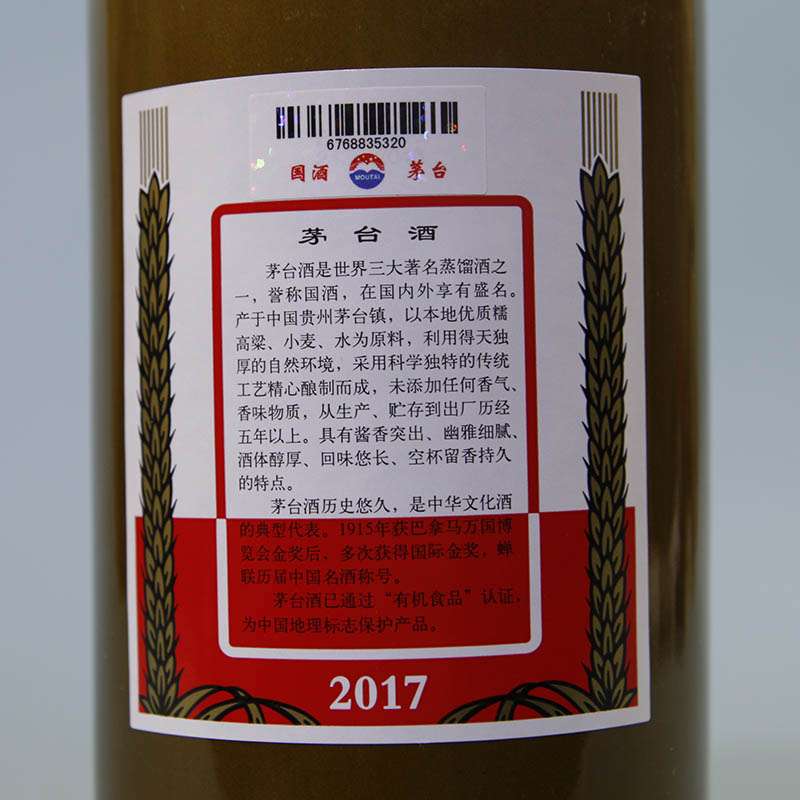 6768835320
国酒 MOUTAI 茅台
茅台酒
茅台酒是世界三大著名蒸馏酒之
一，誉称国酒，在国内外享有盛名。
产于中国贵州茅台镇，以本地优质糯
高粱、小麦、水为原料，利用得天独
厚的自然环境，采用科学独特的传统
工艺精心酿制而成，未添加任何香气、
香味物质，从生产、贮存到出厂历经
五年以上。具有酱香突出、幽雅细腻、
酒体醇厚、回味悠长、空杯留香持久
的特点。
茅台酒历史悠久，是中华文化酒
的典型代表。1915年获巴拿马万国博
览会金奖后、多次获得国际金奖，蝉
联历届中国名酒称号。
茅台酒已通过“有机食品”认证，
为中国地理标志保护产品。
2017